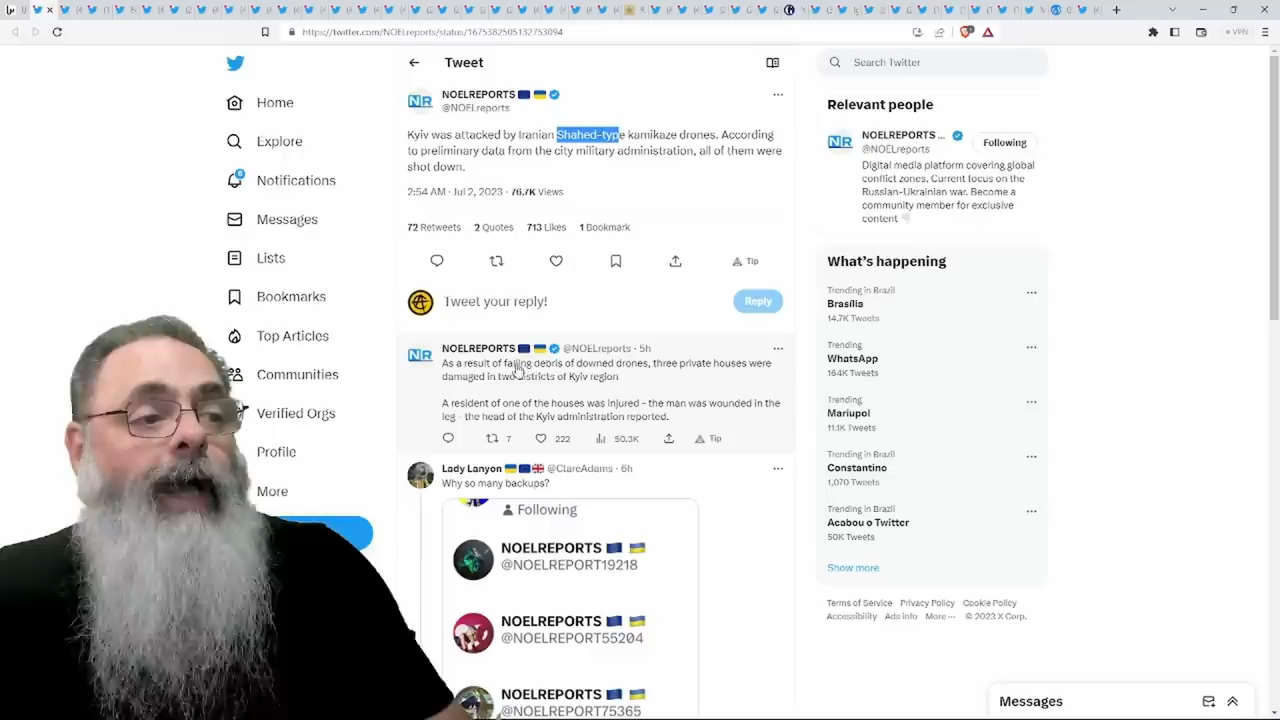 https://twitter.com/NOELreports/status/1675382505132753094
VPN
Home
Explore
6
Notifications
Messages
Lists
Bookmarks
Top Articles
Communities
Verified Orgs
Profile
More
Tweet
NOELREPORTS
@NOELreports
Kyiv was attacked by Iranian Shahed-type kamikaze drones. According
to preliminary data from the city military administration, all of them were
shot down.
2:54 AM · Jul 2, 2023 · 76.7K Views
72 Retweets 2 Quotes 713 Likes 1 Bookmark
Tip
Tweet your reply!
Reply
NOELREPORTS @NOELreports · 5h
As a result of falling debris of downed drones, three private houses were
damaged in two districts of Kyiv region
A resident of one of the houses was injured - the man was wounded in the
leg - the head of the Kyiv administration reported.
7 222 50.3K Tip
Lady Lanyon @ClareAdams · 6h
Why so many backups?
Following
NOELREPORTS
@NOELREPORT19218
NOELREPORTS
@NOELREPORT55204
NOELREPORTS
@NOELREPORT75365
Search Twitter
Relevant people
NOELREPORTS ...
@NOELreports
Following
Digital media platform covering global
conflict zones. Current focus on the
Russian-Ukrainian war. Become a
community member for exclusive
content
What's happening
Trending in Brazil
Brasília
14.7K Tweets
Trending
WhatsApp
164K Tweets
Trending
Mariupol
11.1K Tweets
Trending in Brazil
Constantino
1,070 Tweets
Trending in Brazil
Acabou o Twitter
50K Tweets
Show more
Terms of Service Privacy Policy Cookie Policy
Accessibility Ads info More ··· © 2023 X Corp.
Messages